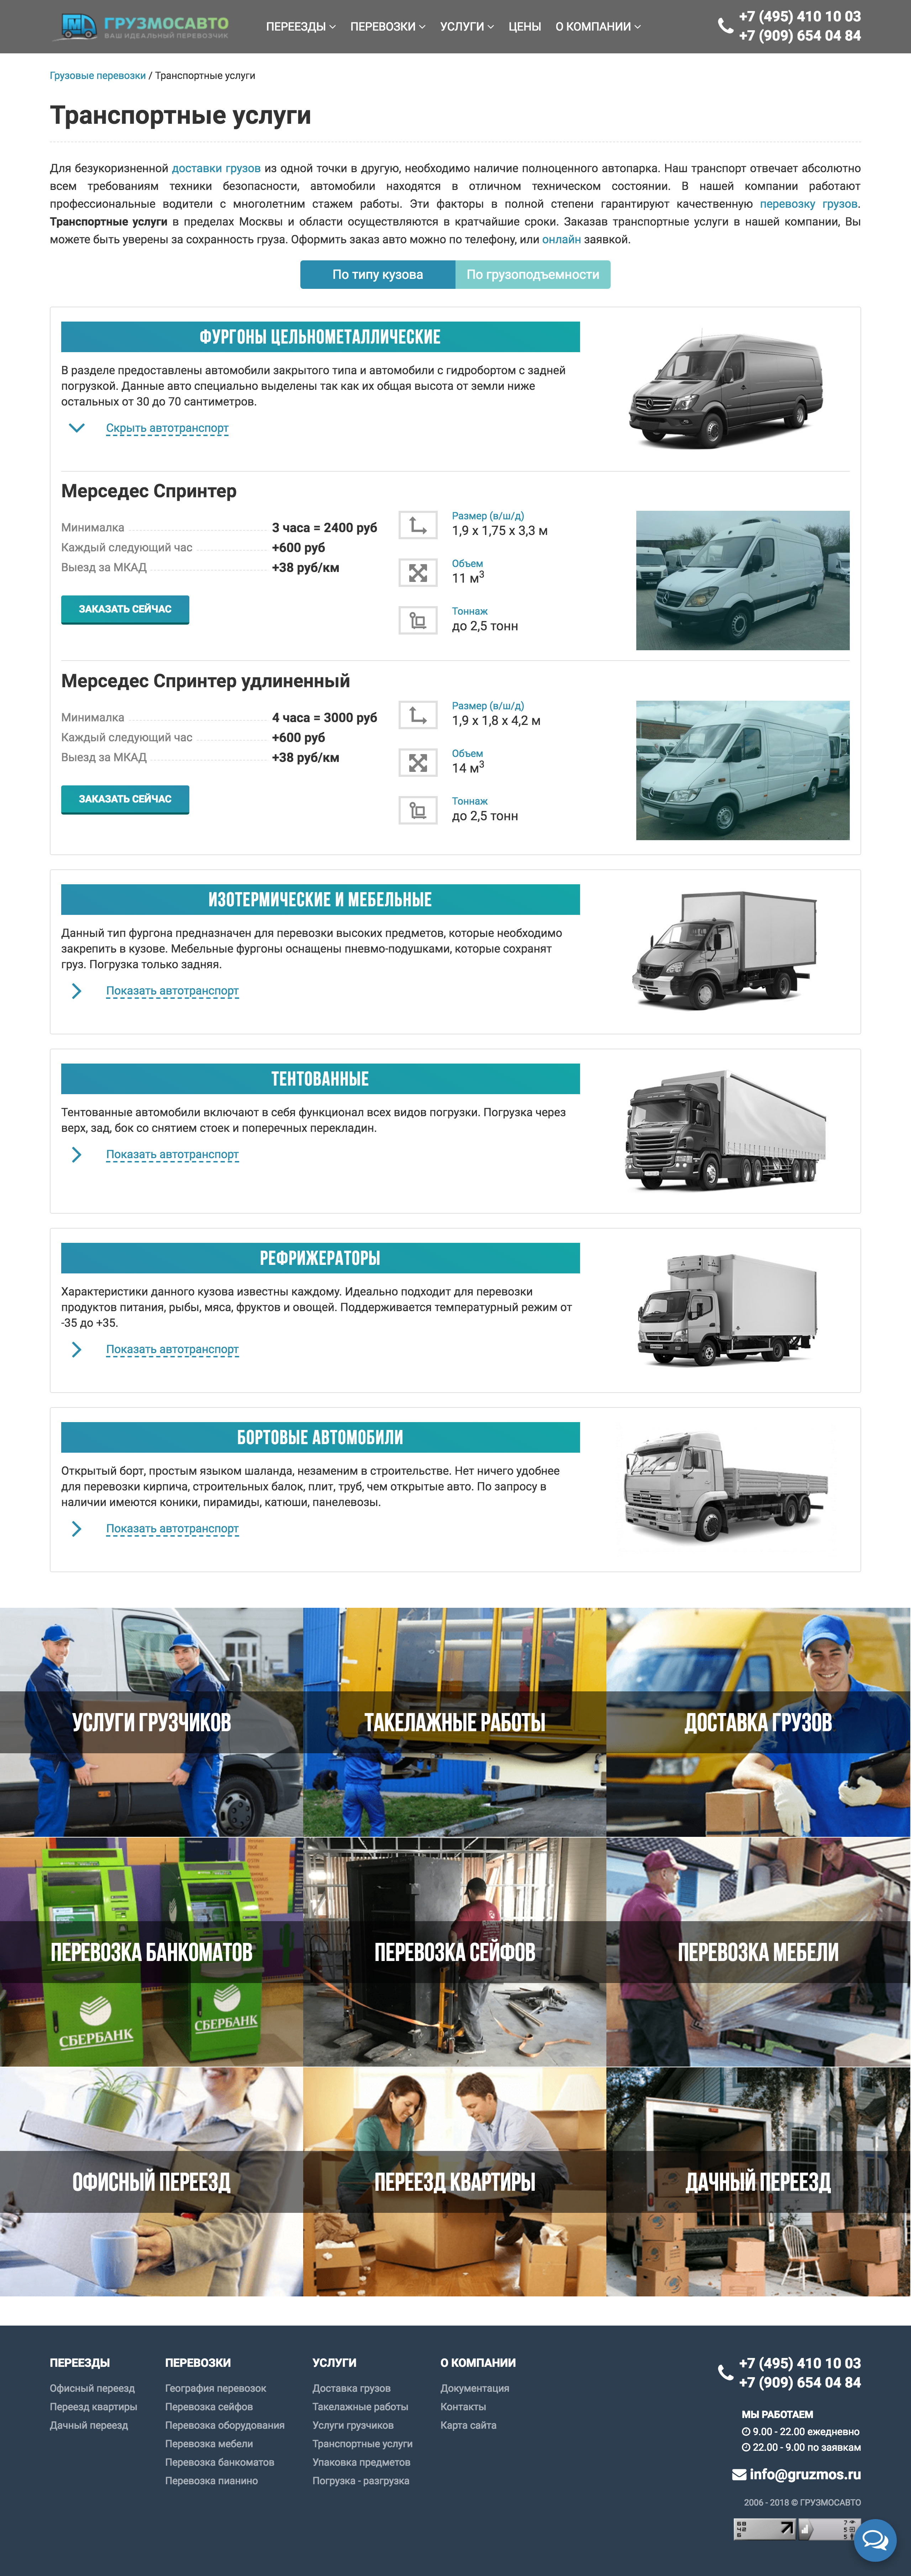 ГРУЗМОСАВТО
ВАШ ИДЕАЛЬНЫЙ ПЕРЕВОЗЧИК
ПЕРЕЕЗДЫ
ПЕРЕВОЗКИ
УСЛУГИ
ЦЕНЫ
О КОМПАНИИ
+7 (495) 410 10 03
+7 (909) 654 04 84
Грузовые перевозки / Транспортные услуги
Транспортные услуги
Для безукоризненной доставки грузов из одной точки в другую, необходимо наличие полноценного автопарка. Наш транспорт отвечает абсолютно
всем требованиям техники безопасности, автомобили находятся в отличном техническом состоянии. В нашей компании работают
профессиональные водители с многолетним стажем работы. Эти факторы в полной степени гарантируют качественную перевозку грузов.
Транспортные услуги в пределах Москвы и области осуществляются в кратчайшие сроки. Заказав транспортные услуги в нашей компании, Вы
можете быть уверены за сохранность груза. Оформить заказ авто можно по телефону, или онлайн заявкой.
По типу кузова
По грузоподъемности
ФУРГОНЫ ЦЕЛЬНОМЕТАЛЛИЧЕСКИЕ
В разделе предоставлены автомобили закрытого типа и автомобили с гидробортом с задней
погрузкой. Данные авто специально выделены так как их общая высота от земли ниже
остальных от 30 до 70 сантиметров.
Скрыть автотранспорт
Мерседес Спринтер
Минималка 3 часа = 2400 руб
Каждый следующий час +600 руб
Выезд за МКАД +38 руб/км
ЗАКАЗАТЬ СЕЙЧАС
Размер (в/ш/д)
1,9 х 1,75 х 3,3 м
Объем
11 м3
Тоннаж
до 2,5 тонн
Мерседес Спринтер удлиненный
Минималка 4 часа = 3000 руб
Каждый следующий час +600 руб
Выезд за МКАД +38 руб/км
ЗАКАЗАТЬ СЕЙЧАС
Размер (в/ш/д)
1,9 х 1,8 х 4,2 м
Объем
14 м3
Тоннаж
до 2,5 тонн
ИЗОТЕРМИЧЕСКИЕ И МЕБЕЛЬНЫЕ
Данный тип фургона предназначен для перевозки высоких предметов, которые необходимо
закрепить в кузове. Мебельные фургоны оснащены пневмо-подушками, которые сохранят
груз. Погрузка только задняя.
Показать автотранспорт
ТЕНТОВАННЫЕ
Тентованные автомобили включают в себя функционал всех видов погрузки. Погрузка через
верх, зад, бок со снятием стоек и поперечных перекладин.
Показать автотранспорт
РЕФРИЖЕРАТОРЫ
Характеристики данного кузова известны каждому. Идеально подходит для перевозки
продуктов питания, рыбы, мяса, фруктов и овощей. Поддерживается температурный режим от
-35 до +35.
Показать автотранспорт
БОРТОВЫЕ АВТОМОБИЛИ
Открытый борт, простым языком шаланда, незаменим в строительстве. Нет ничего удобнее
для перевозки кирпича, строительных балок, плит, труб, чем открытые авто. По запросу в
наличии имеются коники, пирамиды, катюши, панелевозы.
Показать автотранспорт
УСЛУГИ ГРУЗЧИКОВ
ТАКЕЛАЖНЫЕ РАБОТЫ
ДОСТАВКА ГРУЗОВ
ПЕРЕВОЗКА БАНКОМАТОВ
ПЕРЕВОЗКА СЕЙФОВ
ПЕРЕВОЗКА МЕБЕЛИ
СБЕРБАНК
СБЕРБАНК
ОФИСНЫЙ ПЕРЕЕЗД
ПЕРЕЕЗД КВАРТИРЫ
ДАЧНЫЙ ПЕРЕЕЗД
ПЕРЕЕЗДЫ
Офисный переезд
Переезд квартиры
Дачный переезд
ПЕРЕВОЗКИ
География перевозок
Перевозка сейфов
Перевозка оборудования
Перевозка мебели
Перевозка банкоматов
Перевозка пианино
УСЛУГИ
Доставка грузов
Такелажные работы
Услуги грузчиков
Транспортные услуги
Упаковка предметов
Погрузка - разгрузка
О КОМПАНИИ
Документация
Контакты
Карта сайта
+7 (495) 410 10 03
+7 (909) 654 04 84
МЫ РАБОТАЕМ
9.00 - 22.00 ежедневно
22.00 - 9.00 по заявкам
info@gruzmos.ru
2006 - 2018 © ГРУЗМОСАВТО